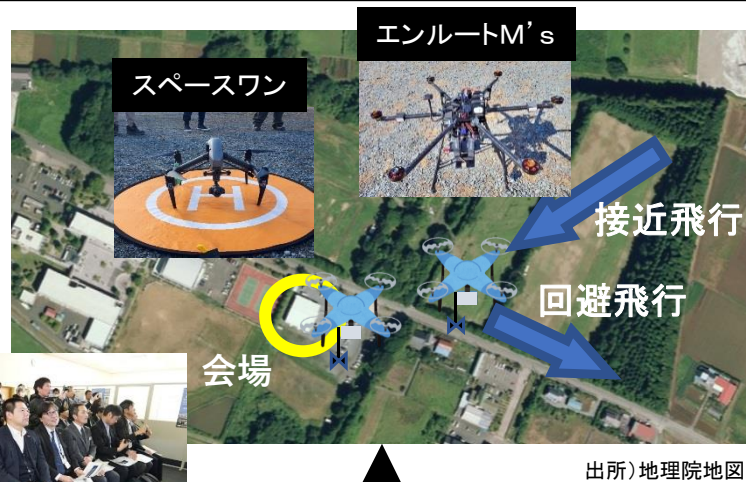 エンルートM’s
スペースワン
H
接近飛行
回避飛行
会場
出所)地理院地図